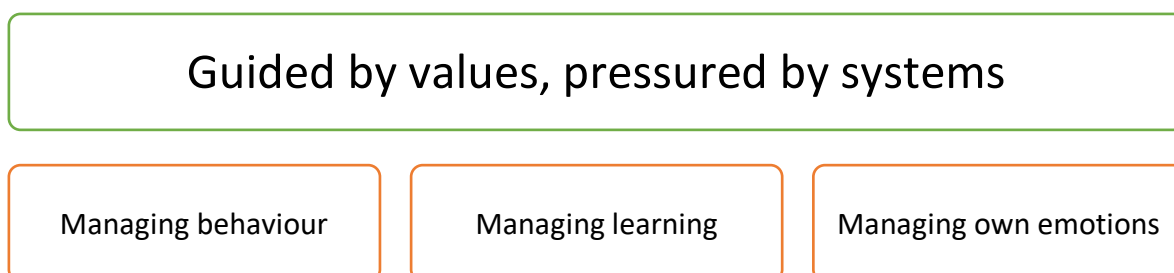 Guided by values, pressured by systems
Managing behaviour
Managing learning
Managing own emotions